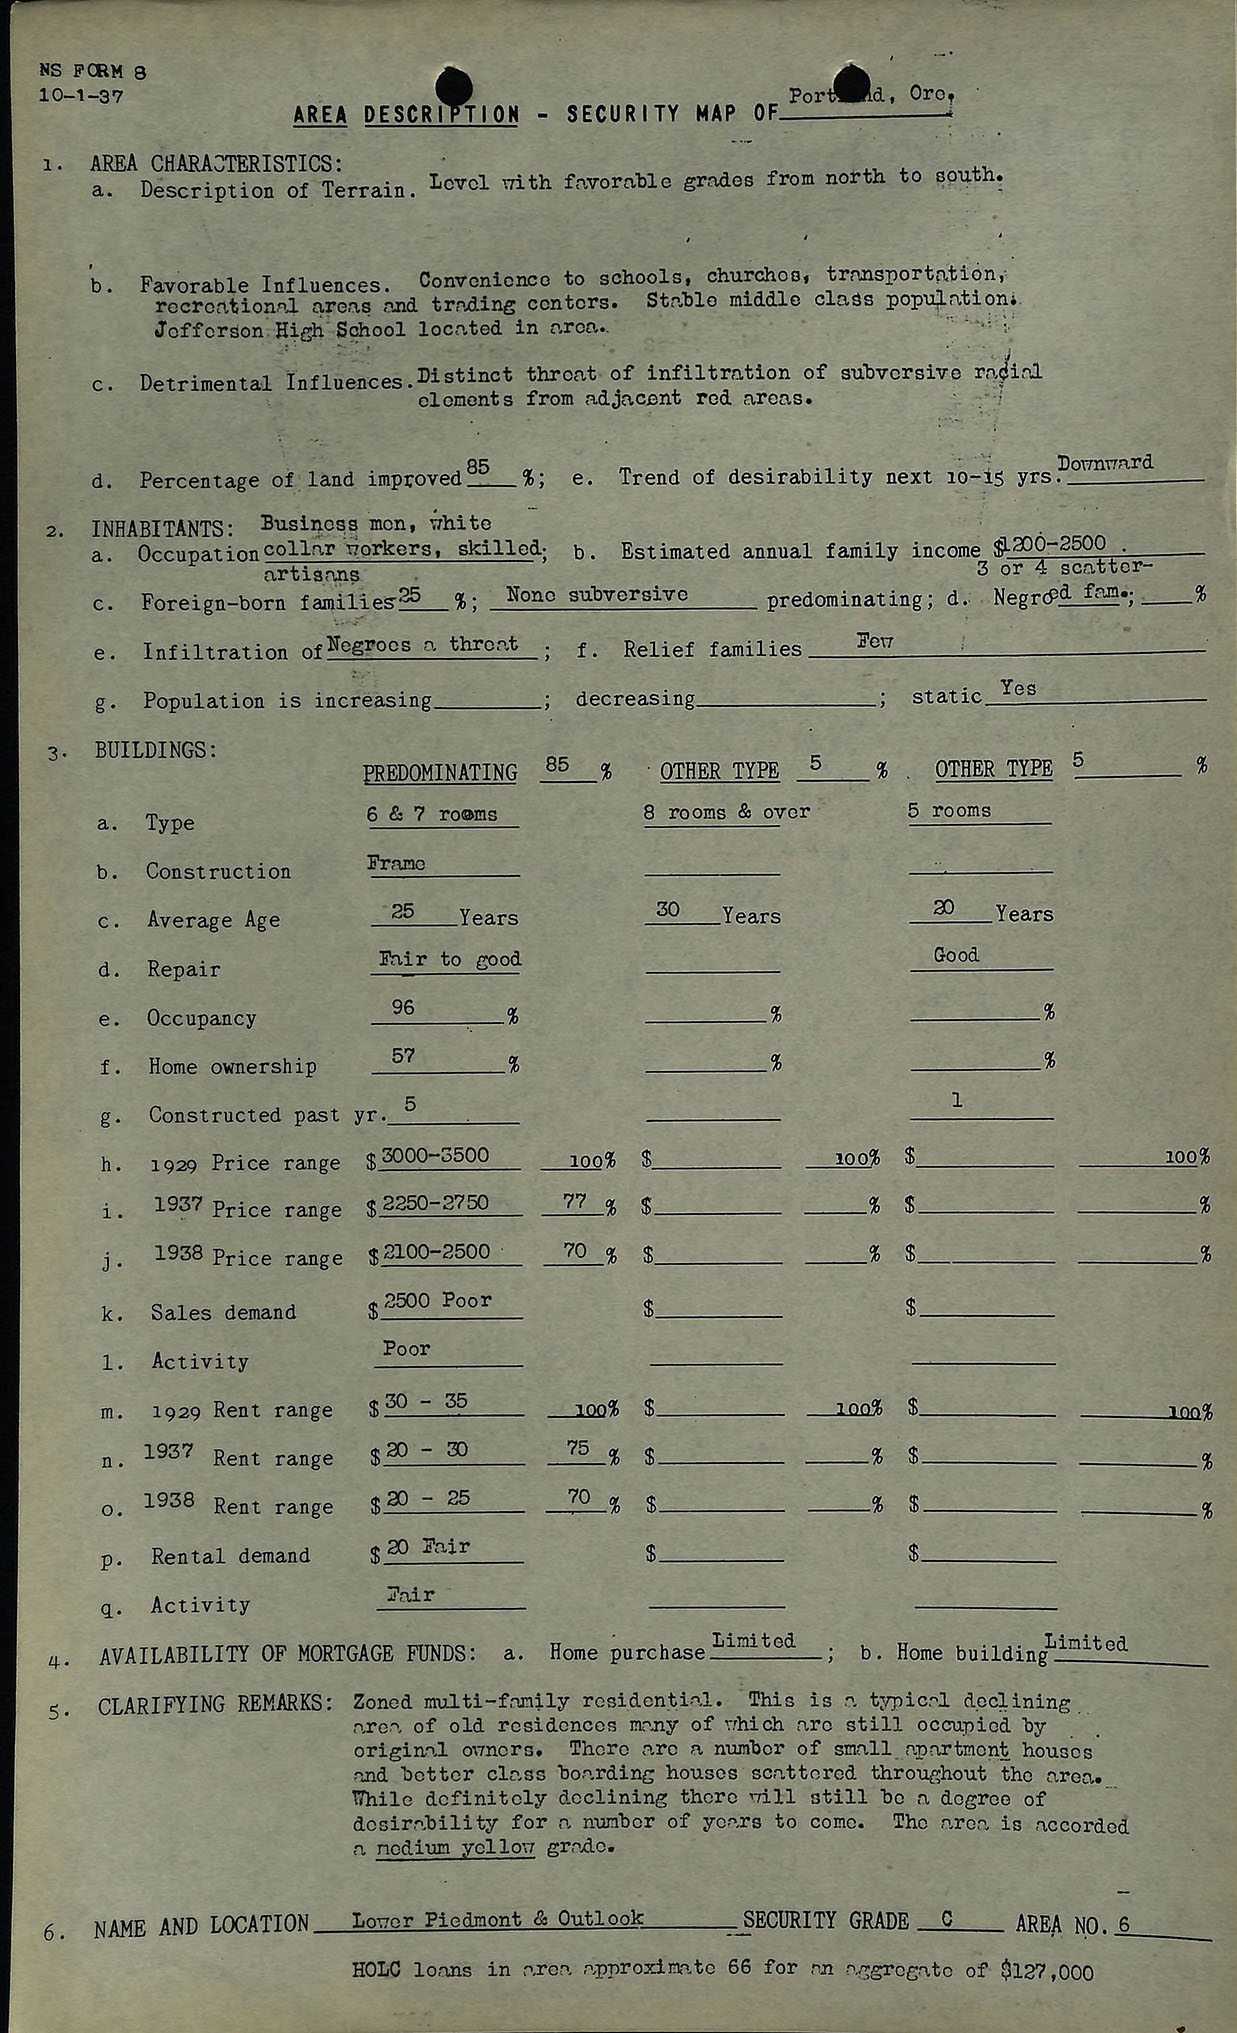 NS FORM 8
10-1-37
AREA DESCRIPTION - SECURITY MAP OF Portland, Ore.
1. AREA CHARACTERISTICS:
a. Description of Terrain. Level with favorable grades from north to south.
b. Favorable Influences. Convenience to schools, churches, transportation,
recreational areas and trading centers. Stable middle class population.
Jefferson High School located in area.
c. Detrimental Influences. Distinct threat of infiltration of subversive racial
elements from adjacent red areas.
d. Percentage of land improved 85 %; e. Trend of desirability next 10-15 yrs. Downward
2. INHABITANTS: Business men, white
a. Occupation collar workers, skilled; b. Estimated annual family income $1200-2500
artisans 3 or 4 scatter-
c. Foreign-born families 25 %; None subversive predominating; d. Negro ed fam.; %
e. Infiltration of Negroes a threat ; f. Relief families Few
g. Population is increasing ; decreasing ; static Yes
3. BUILDINGS:
PREDOMINATING 85 % OTHER TYPE 5 % OTHER TYPE 5 %
a. Type 6 & 7 rooms 8 rooms & over 5 rooms
b. Construction Frame
c. Average Age 25 Years 30 Years 20 Years
d. Repair Fair to good Good
e. Occupancy 96 % % %
f. Home ownership 57 % % %
g. Constructed past yr. 5 1
h. 1929 Price range $ 3000-3500 100% $ 100% $ 100%
i. 1937 Price range $ 2250-2750 77 % $ % $ %
j. 1938 Price range $ 2100-2500 70 % $ % $ %
k. Sales demand $ 2500 Poor $ $
l. Activity Poor
m. 1929 Rent range $ 30 - 35 100% $ 100% $ 100%
n. 1937 Rent range $ 20 - 30 75 % $ % $ %
o. 1938 Rent range $ 20 - 25 70 % $ % $ %
p. Rental demand $ 20 Fair $ $
q. Activity Fair
4. AVAILABILITY OF MORTGAGE FUNDS: a. Home purchase Limited ; b. Home building Limited
5. CLARIFYING REMARKS: Zoned multi-family residential. This is a typical declining
area of old residences many of which are still occupied by
original owners. There are a number of small apartment houses
and better class boarding houses scattered throughout the area.
While definitely declining there will still be a degree of
desirability for a number of years to come. The area is accorded
a medium yellow grade.
6. NAME AND LOCATION Lower Piedmont & Outlook SECURITY GRADE C AREA NO. 6
HOLC loans in area approximate 66 for an aggregate of $127,000